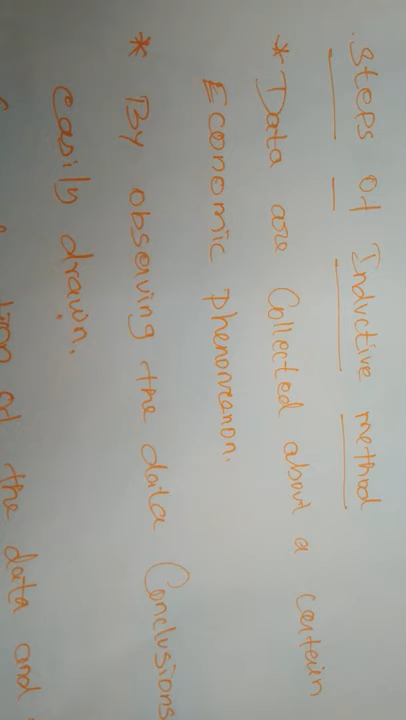 Steps of Inductive method
* Data are Collected about a certain
Economic Phenomenon.
* By observing the data Conclusions
easily drawn.
the data and